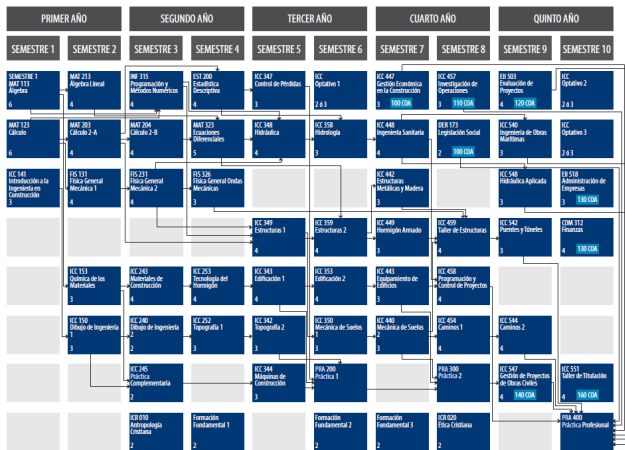 PRIMER AÑO
SEGUNDO AÑO
TERCER AÑO
CUARTO AÑO
QUINTO AÑO
SEMESTRE 1
SEMESTRE 2
SEMESTRE 3
SEMESTRE 4
SEMESTRE 5
SEMESTRE 6
SEMESTRE 7
SEMESTRE 8
SEMESTRE 9
SEMESTRE 10
SEMESTRE 1
MAT 113
Álgebra
6
MAT 213
Álgebra Lineal
4
INF 315
Programación y
Métodos Numéricos
4
EST 200
Estadística
Descriptiva
4
ICC 347
Control de Pérdidas
3
ICC
Optativo 1
2 ó 3
ICC 447
Gestión Económica
en la Construcción
3
100 CDA
ICC 457
Investigación de
Operaciones
3
110 CDA
EII 503
Evaluación de
Proyectos
4
120 CDA
ICC
Optativo 2
2 ó 3
MAT 123
Cálculo
6
MAT 203
Cálculo 2-A
4
MAT 204
Cálculo 2-B
4
MAT 323
Ecuaciones
Diferenciales
5
ICC 348
Hidráulica
4
ICC 358
Hidrología
3
ICC 448
Ingeniería Sanitaria
4
DER 173
Legislación Social
2
100 CDA
ICC 540
Ingeniería de Obras
Marítimas
3
ICC
Optativo 3
2 ó 3
ICC 141
Introducción a la
Ingeniería en
Construcción
3
FIS 131
Física General
Mecánica 1
4
FIS 231
Física General
Mecánica 2
4
FIS 326
Física General Ondas
Mecánicas
3
ICC 442
Estructuras
Metálicas y Madera
3
ICC 548
Hidráulica Aplicada
3
EII 518
Administración de
Empresas
3
130 CDA
ICC 349
Estructuras 1
4
ICC 359
Estructuras 2
4
ICC 449
Hormigón Armado
3
ICC 459
Taller de Estructuras
4
ICC 542
Puentes y Túneles
3
COM 312
Finanzas
4
130 CDA
ICC 153
Química de los
Materiales
3
ICC 243
Materiales de
Construcción
4
ICC 253
Tecnología del
Hormigón
4
ICC 343
Edificación 1
4
ICC 353
Edificación 2
4
ICC 443
Equipamiento de
Edificios
3
ICC 458
Programación y
Control de Proyectos
4
ICC 150
Dibujo de Ingeniería
1
3
ICC 240
Dibujo de Ingeniería
2
2
ICC 252
Topografía 1
3
ICC 342
Topografía 2
3
ICC 350
Mecánica de Suelos 1
3
ICC 440
Mecánica de Suelos
2
3
ICC 454
Caminos 1
4
ICC 544
Caminos 2
4
ICC 245
Práctica
Complementaria
2
ICC 344
Máquinas de
Construcción
3
PRA 200
Práctica 1
2
PRA 300
Práctica 2
2
ICC 547
Gestión de Proyectos
de Obras Civiles
4
140 CDA
ICC 551
Taller de Titulación
4
160 CDA
ICR 010
Antropología
Cristiana
2
Formación
Fundamental 1
2
Formación
Fundamental 2
2
Formación
Fundamental 3
2
ICR 020
Ética Cristiana
2
PRA 400
Práctica Profesional